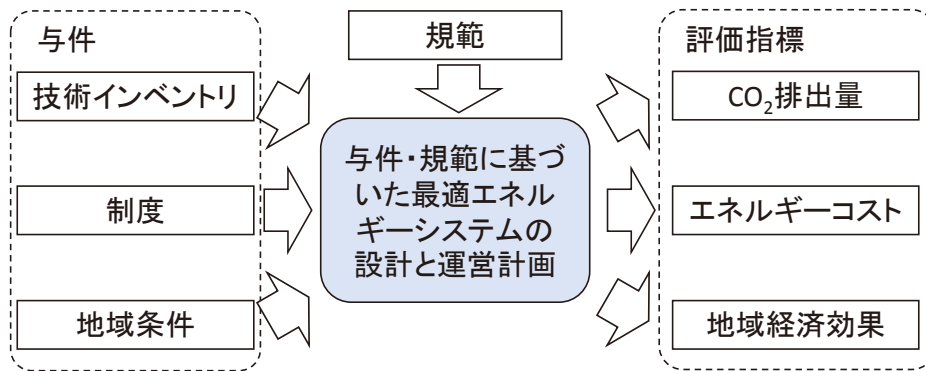 与件
技術インベントリ
制度
地域条件
規範
与件・規範に基づ
いた最適エネル
ギーシステムの
設計と運営計画
評価指標
CO₂排出量
エネルギーコスト
地域経済効果